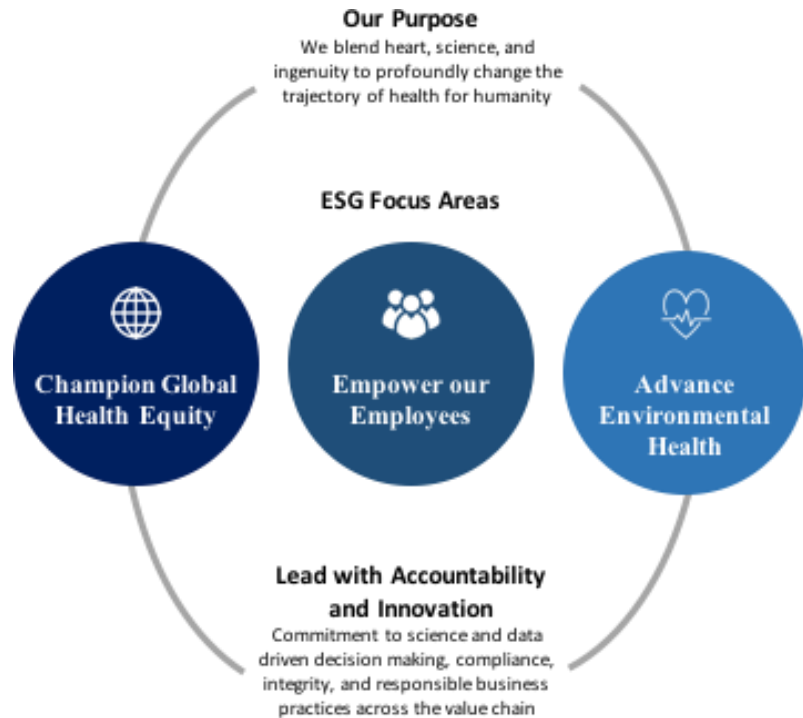 Our Purpose
We blend heart, science, and
ingenuity to profoundly change the
trajectory of health for humanity
ESG Focus Areas
Champion Global
Health Equity
Empower our
Employees
Advance
Environmental
Health
Lead with Accountability
and Innovation
Commitment to science and data
driven decision making, compliance,
integrity, and responsible business
practices across the value chain